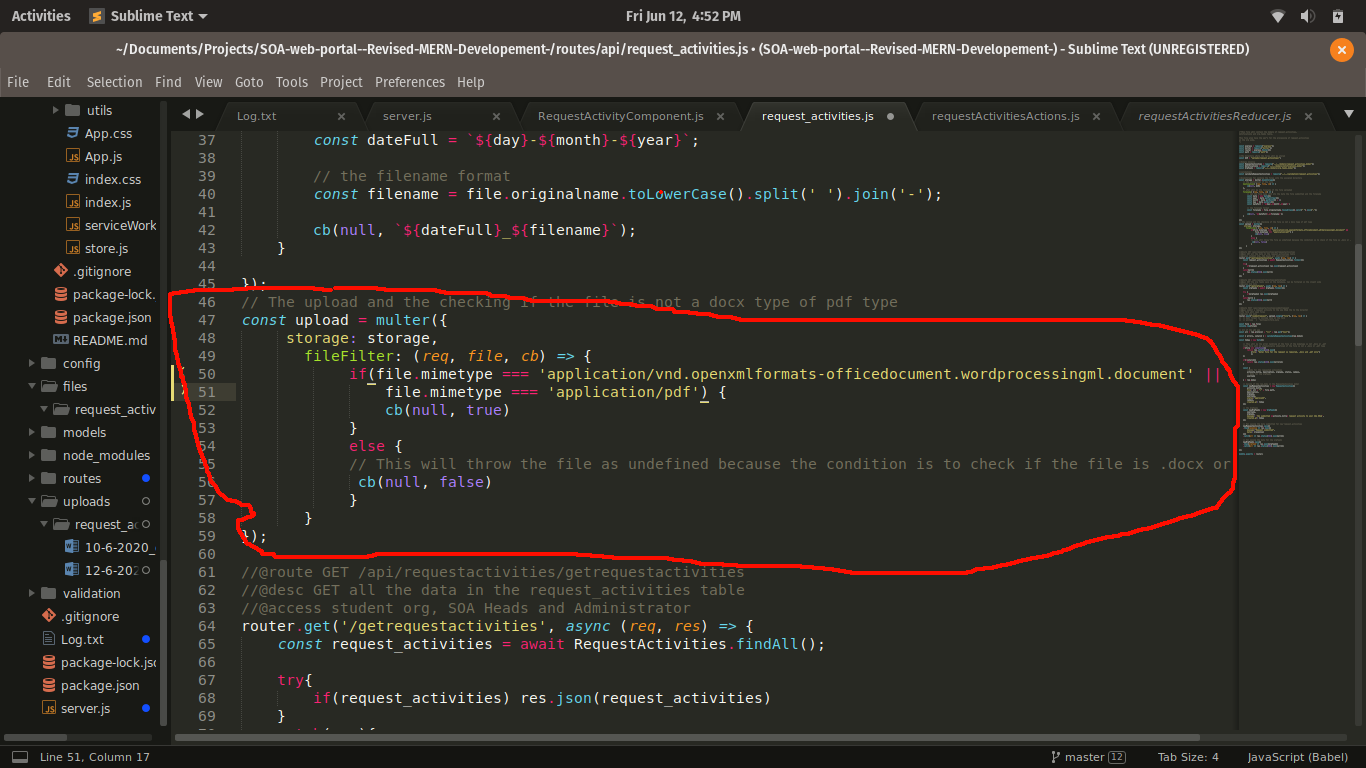 Activities
Sublime Text
Fri Jun 12, 4:52 PM
~/Documents/Projects/SOA-web-portal--Revised-MERN-Developement-/routes/api/request_activities.js • (SOA-web-portal--Revised-MERN-Developement-) - Sublime Text (UNREGISTERED)
File Edit Selection Find View Goto Tools Project Preferences Help
utils
App.css
App.js
index.css
index.js
serviceWork
store.js
.gitignore
package-lock.
package.json
README.md
config
files
request_activ
models
node_modules
routes
uploads
request_ac
10-6-2020_
12-6-202
validation
.gitignore
Log.txt
package-lock.jso
package.json
server.js
Log.txt
server.js
RequestActivityComponent.js
request_activities.js
requestActivitiesActions.js
requestActivitiesReducer.js
37 const dateFull = `${day}-${month}-${year}`;
38
39 // the filename format
40 const filename = file.originalname.toLowerCase().split(' ').join('-');
41
42 cb(null, `${dateFull}_${filename}`);
43 }
44
45 });
46 // The upload and the checking if the file is not a docx type of pdf type
47 const upload = multer({
48 storage: storage,
49 fileFilter: (req, file, cb) => {
50 if(file.mimetype === 'application/vnd.openxmlformats-officedocument.wordprocessingml.document' ||
51 file.mimetype === 'application/pdf') {
52 cb(null, true)
53 }
54 else {
55 // This will throw the file as undefined because the condition is to check if the file is .docx or
56 cb(null, false)
57 }
58 }
59 });
60
61 //@route GET /api/requestactivities/getrequestactivities
62 //@desc GET all the data in the request_activities table
63 //@access student org, SOA Heads and Administrator
64 router.get('/getrequestactivities', async (req, res) => {
65 const request_activities = await RequestActivities.findAll();
66
67 try{
68 if(request_activities) res.json(request_activities)
69 }
Line 51, Column 17
master 12
Tab Size: 4
JavaScript (Babel)